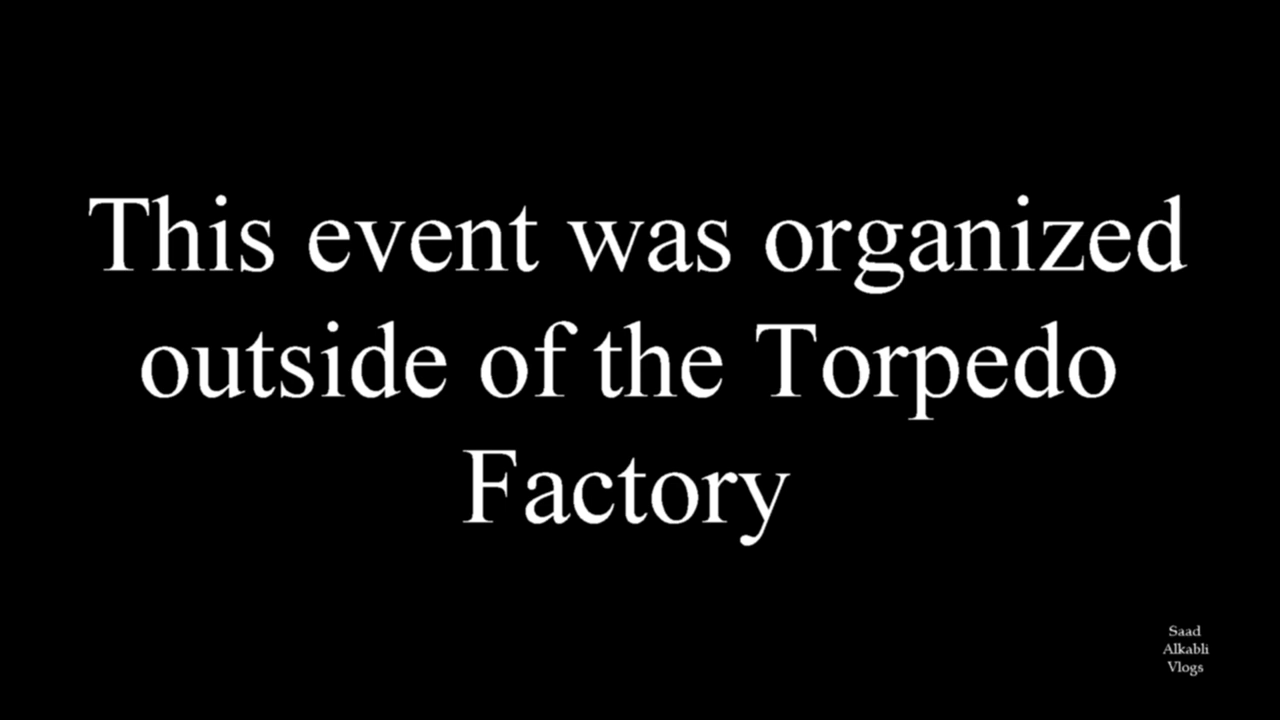 This event was organized
outside of the Torpedo
Factory
Saad
Alkabli
Vlogs